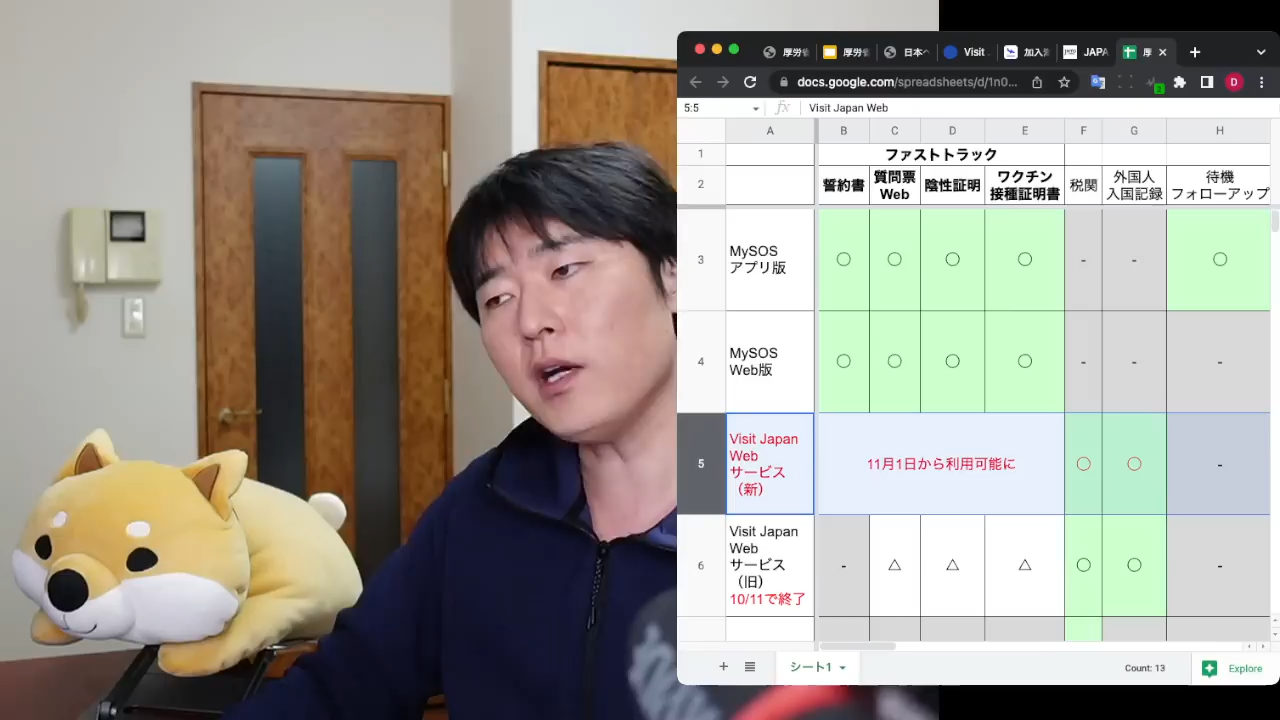 厚労省
厚労省
日本へ
Visit
加入
JAPA
厚
docs.google.com/spreadsheets/d/1n0...
D
5:5
fx
Visit Japan Web
A
B
C
D
E
F
G
H
1
ファストトラック
2
誓約書
質問票
Web
陰性証明
ワクチン
接種証明書
税関
外国人
入国記録
待機
フォローアップ
3
MySOS
アプリ版
○
○
○
○
-
-
○
4
MySOS
Web版
○
○
○
○
-
-
-
5
Visit Japan
Web
サービス
（新）
11月1日から利用可能に
○
○
-
6
Visit Japan
Web
サービス
（旧）
10/11で終了
-
△
△
△
○
○
-
シート1
Count: 13
Explore